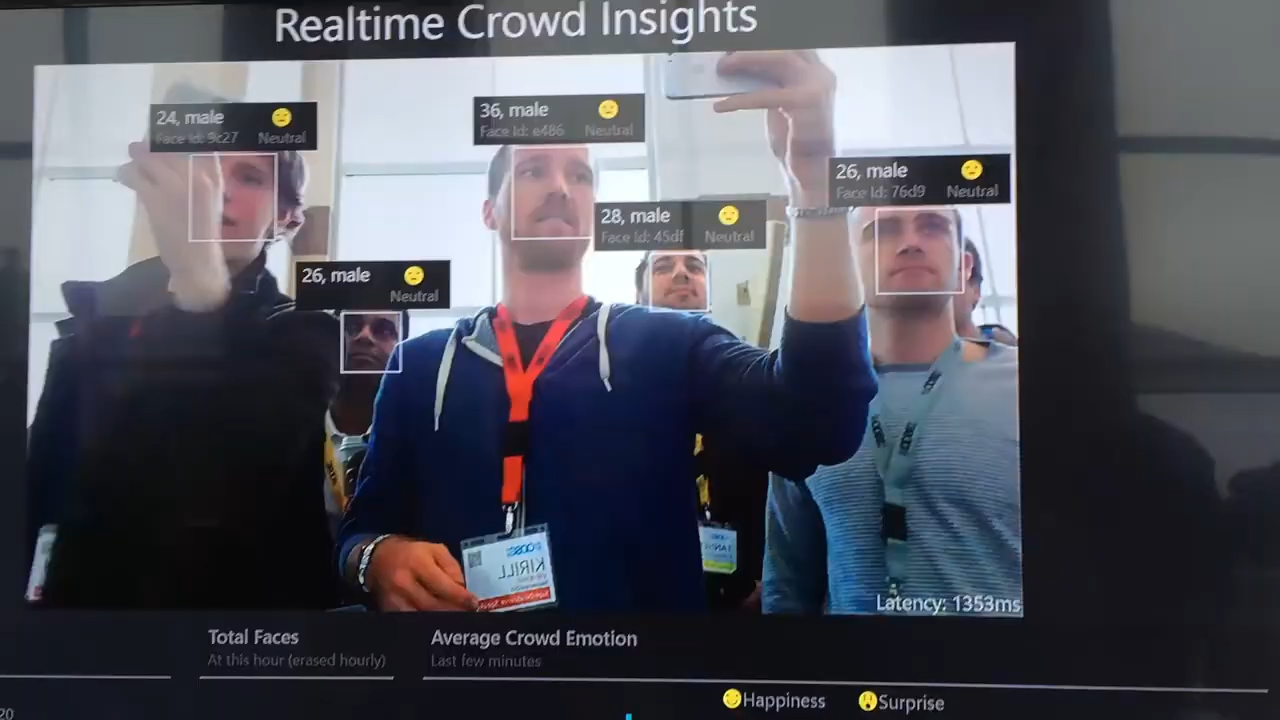 Realtime Crowd Insights
24, male
Face Id: 9c27 Neutral
36, male
Face Id: e486 Neutral
28, male
Face Id: 45df Neutral
26, male
Face Id: 76d9 Neutral
26, male
Neutral
KIRILL
Latency: 1353ms
Total Faces
At this hour (erased hourly)
Average Crowd Emotion
Last few minutes
Happiness
Surprise
20